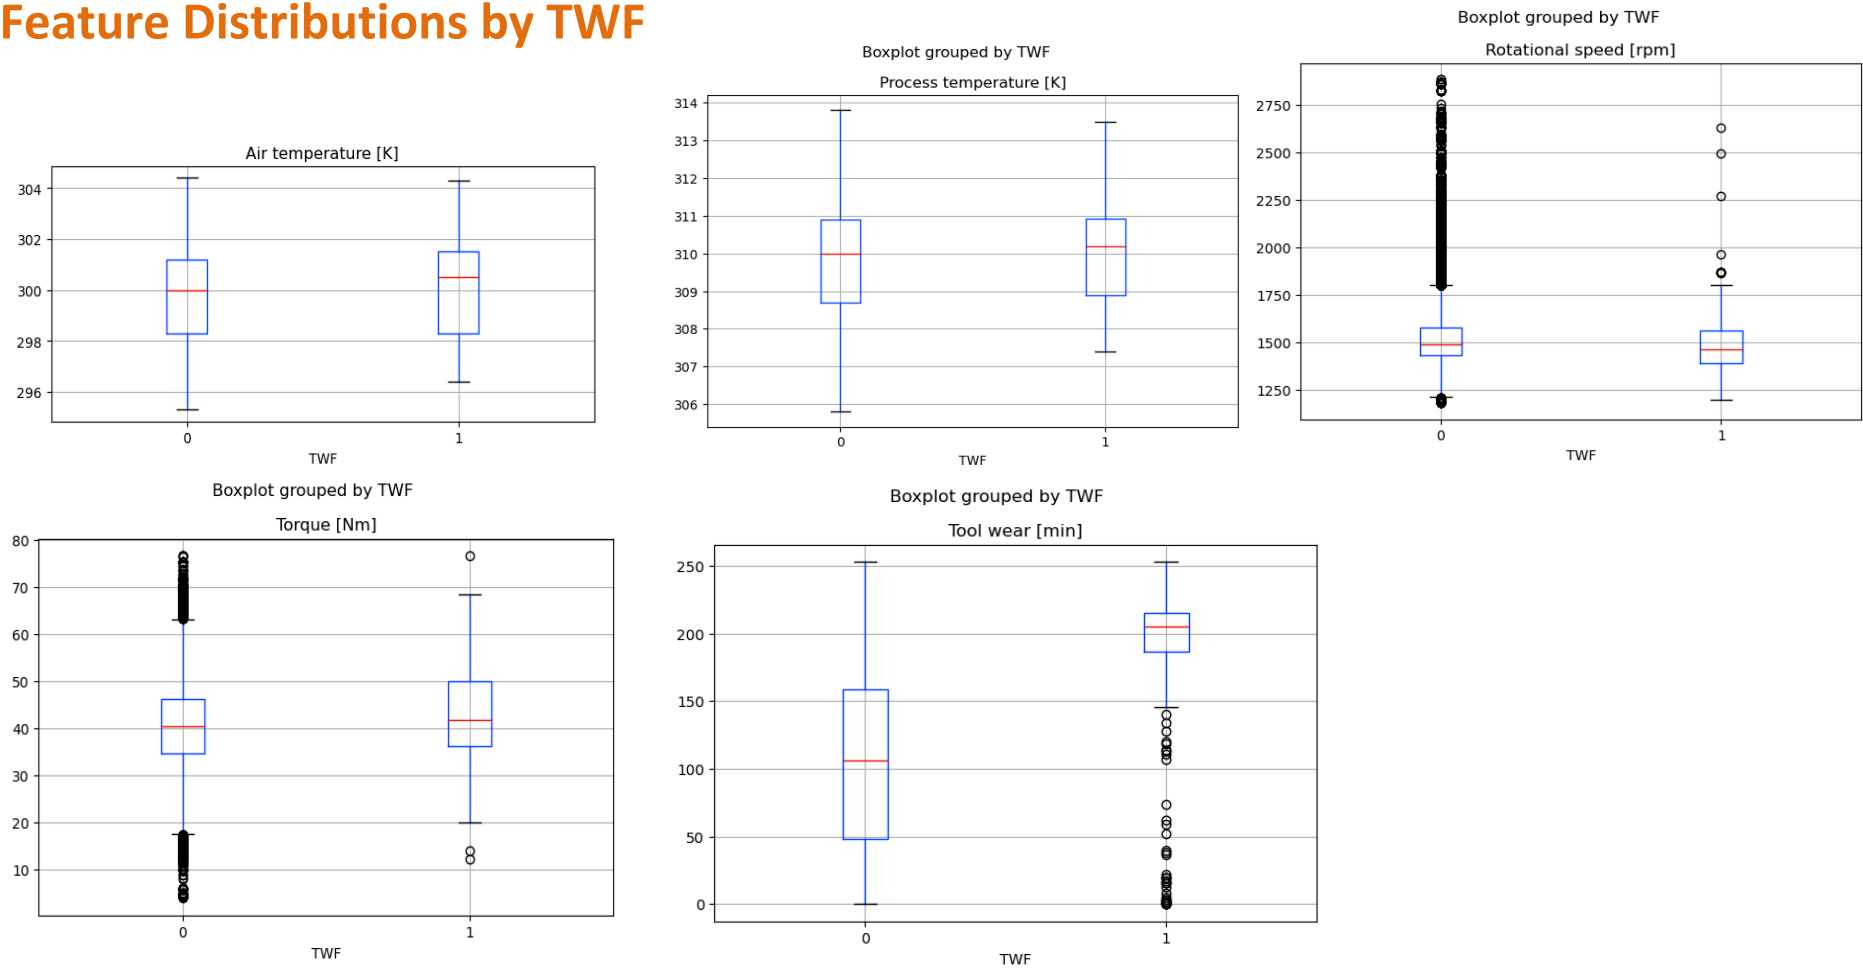 Feature Distributions by TWF
Air temperature [K]
304
302
300
298
296
0 1
TWF
Boxplot grouped by TWF
Process temperature [K]
314
313
312
311
310
309
308
307
306
0 1
TWF
Boxplot grouped by TWF
Rotational speed [rpm]
2750
2500
2250
2000
1750
1500
1250
0 1
TWF
Boxplot grouped by TWF
Torque [Nm]
80
70
60
50
40
30
20
10
0 1
TWF
Boxplot grouped by TWF
Tool wear [min]
250
200
150
100
50
0
0 1
TWF